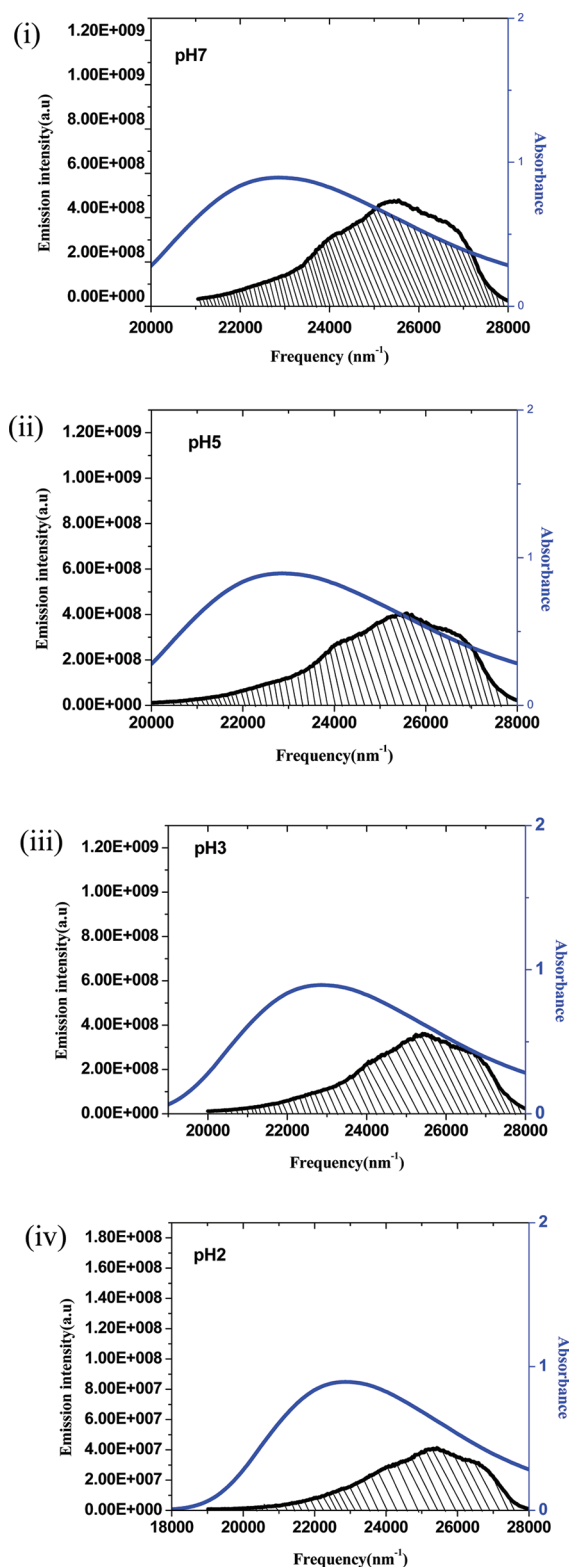 (i)
pH7
1.20E+009
1.00E+009
8.00E+008
6.00E+008
4.00E+008
2.00E+008
0.00E+000
Emission intensity(a.u)
2
1
0
Absorbance
20000 22000 24000 26000 28000
Frequency (nm-1)
(ii)
pH5
1.20E+009
1.00E+009
8.00E+008
6.00E+008
4.00E+008
2.00E+008
0.00E+000
Emission intensity(a.u)
2
1
0
Absorbance
20000 22000 24000 26000 28000
Frequency(nm-1)
(iii)
pH3
1.20E+009
1.00E+009
8.00E+008
6.00E+008
4.00E+008
2.00E+008
0.00E+000
Emission intensity(a.u)
2
1
0
Absorbance
20000 22000 24000 26000 28000
Frequency(nm-1)
(iv)
pH2
1.80E+008
1.60E+008
1.40E+008
1.20E+008
1.00E+008
8.00E+007
6.00E+007
4.00E+007
2.00E+007
0.00E+000
Emission intensity(a.u)
2
1
0
Absorbance
18000 20000 22000 24000 26000 28000
Frequency(nm-1)